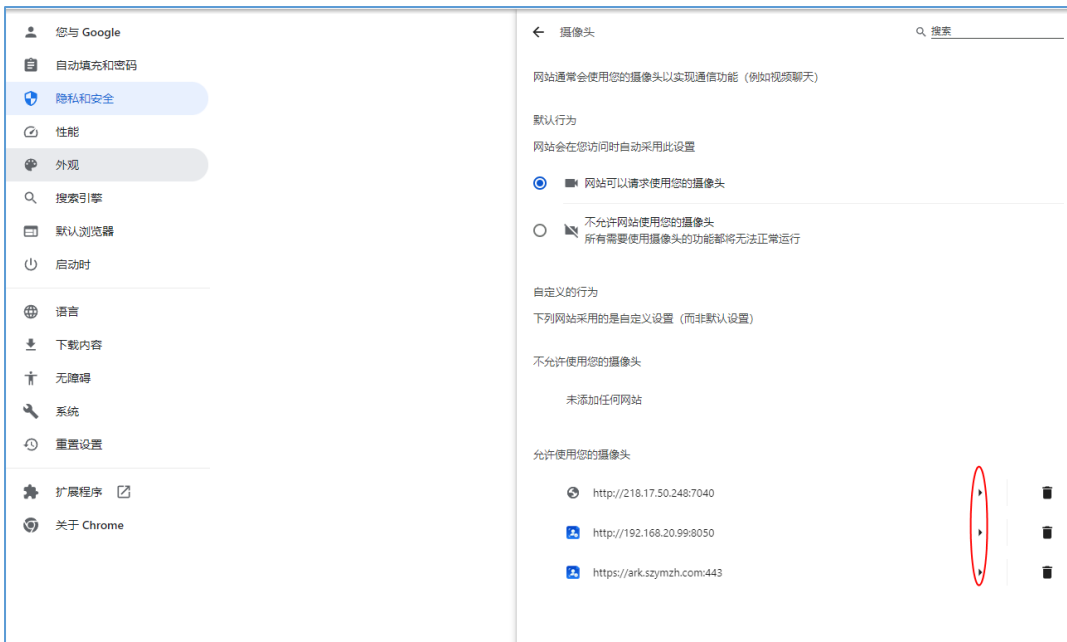 您与 Google
自动填充和密码
隐私和安全
性能
外观
搜索引擎
默认浏览器
启动时
语言
下载内容
无障碍
系统
重置设置
扩展程序
关于 Chrome
摄像头
搜索
网站通常会使用您的摄像头以实现通信功能（例如视频聊天）
默认行为
网站会在您访问时自动采用此设置
网站可以请求使用您的摄像头
不允许网站使用您的摄像头
所有需要使用摄像头的功能都将无法正常运行
自定义的行为
下列网站采用的是自定义设置（而非默认设置）
不允许使用您的摄像头
未添加任何网站
允许使用您的摄像头
http://218.17.50.248:7040
http://192.168.20.99:8050
https://ark.szymzh.com:443